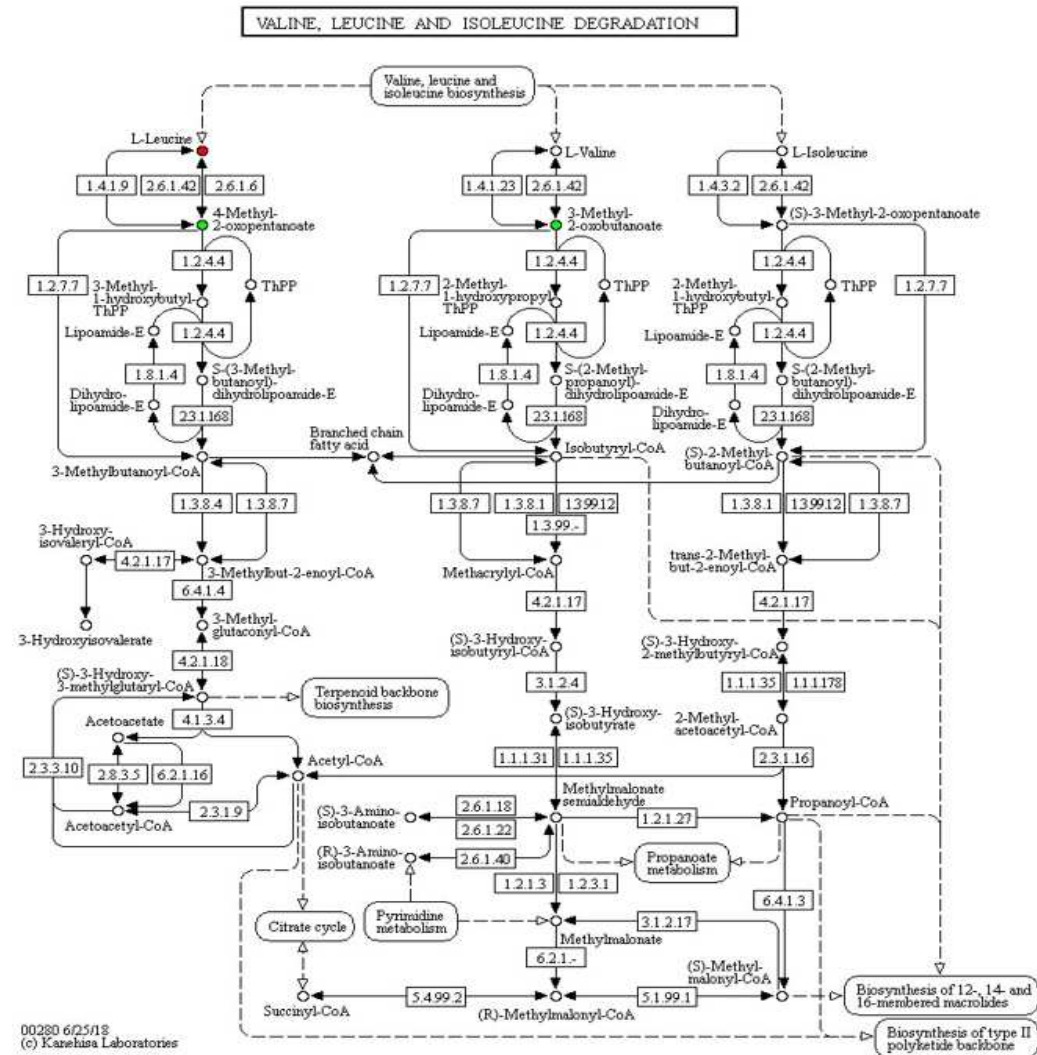 VALINE, LEUCINE AND ISOLEUCINE DEGRADATION
Valine, leucine and
isoleucine biosynthesis
L-Leucine
L-Valine
L-Isoleucine
1.4.1.9
2.6.1.42
2.6.1.6
1.4.1.23
2.6.1.42
1.4.3.2
2.6.1.42
4-Methyl-
2-oxopentanoate
3-Methyl-
2-oxobutanoate
(S)-3-Methyl-2-oxopentanoate
1.2.4.4
1.2.4.4
1.2.4.4
1.2.7.7
ThPP
1.2.7.7
ThPP
ThPP
1.2.7.7
3-Methyl-
1-hydroxybutyl-
ThPP
2-Methyl-
1-hydroxypropyl-
ThPP
2-Methyl-
1-hydroxybutyl-
ThPP
Lipoamide-E
1.2.4.4
Lipoamide-E
1.2.4.4
Lipoamide-E
1.2.4.4
1.8.1.4
1.8.1.4
1.8.1.4
S-(3-Methyl-
butanoyl)-
dihydrolipoamide-E
S-(2-Methyl-
propanoyl)-
dihydrolipoamide-E
S-(2-Methyl-
butanoyl)-
dihydrolipoamide-E
Dihydro-
lipoamide-E
Dihydro-
lipoamide-E
Dihydro-
lipoamide-E
2.3.1.168
2.3.1.168
2.3.1.168
Branched chain
fatty acid
3-Methylbutanoyl-CoA
Isobutyryl-CoA
(S)-2-Methyl-
butanoyl-CoA
1.3.8.4
1.3.8.7
1.3.8.7
1.3.8.1
1.3.99.12
1.3.99.-
1.3.8.1
1.3.99.12
1.3.8.7
3-Hydroxy-
isovaleryl-CoA
4.2.1.17
3-Methylbut-2-enoyl-CoA
Methacrylyl-CoA
trans-2-Methyl-
but-2-enoyl-CoA
6.4.1.4
4.2.1.17
4.2.1.17
3-Hydroxyisovalerate
3-Methyl-
glutaconyl-CoA
(S)-3-Hydroxy-
isobutyryl-CoA
(S)-3-Hydroxy-
2-methylbutyryl-CoA
4.2.1.18
3.1.2.4
1.1.1.35
1.1.1.178
(S)-3-Hydroxy-
3-methylglutaryl-CoA
Terpenoid backbone
biosynthesis
(S)-3-Hydroxy-
isobutyrate
2-Methyl-
acetoacetyl-CoA
Acetoacetate
4.1.3.4
2.3.3.10
2.8.3.5
6.2.1.16
Acetyl-CoA
1.1.1.31
1.1.1.35
2.3.1.16
Acetoacetyl-CoA
2.3.1.9
Methylmalonate
semialdehyde
Propanoyl-CoA
(S)-3-Amino-
isobutanoate
2.6.1.18
2.6.1.22
1.2.1.27
(R)-3-Amino-
isobutanoate
2.6.1.40
Propanoate
metabolism
1.2.1.3
1.2.3.1
6.4.1.3
Citrate cycle
Pyrimidine
metabolism
3.1.2.17
Methylmalonate
6.2.1.-
(S)-Methyl-
malonyl-CoA
Succinyl-CoA
5.4.99.2
(R)-Methylmalonyl-CoA
5.1.99.1
Biosynthesis of 12-, 14- and
16-membered macrolides
Biosynthesis of type II
polyketide backbone
00280 6/25/18
(c) Kanehisa Laboratories